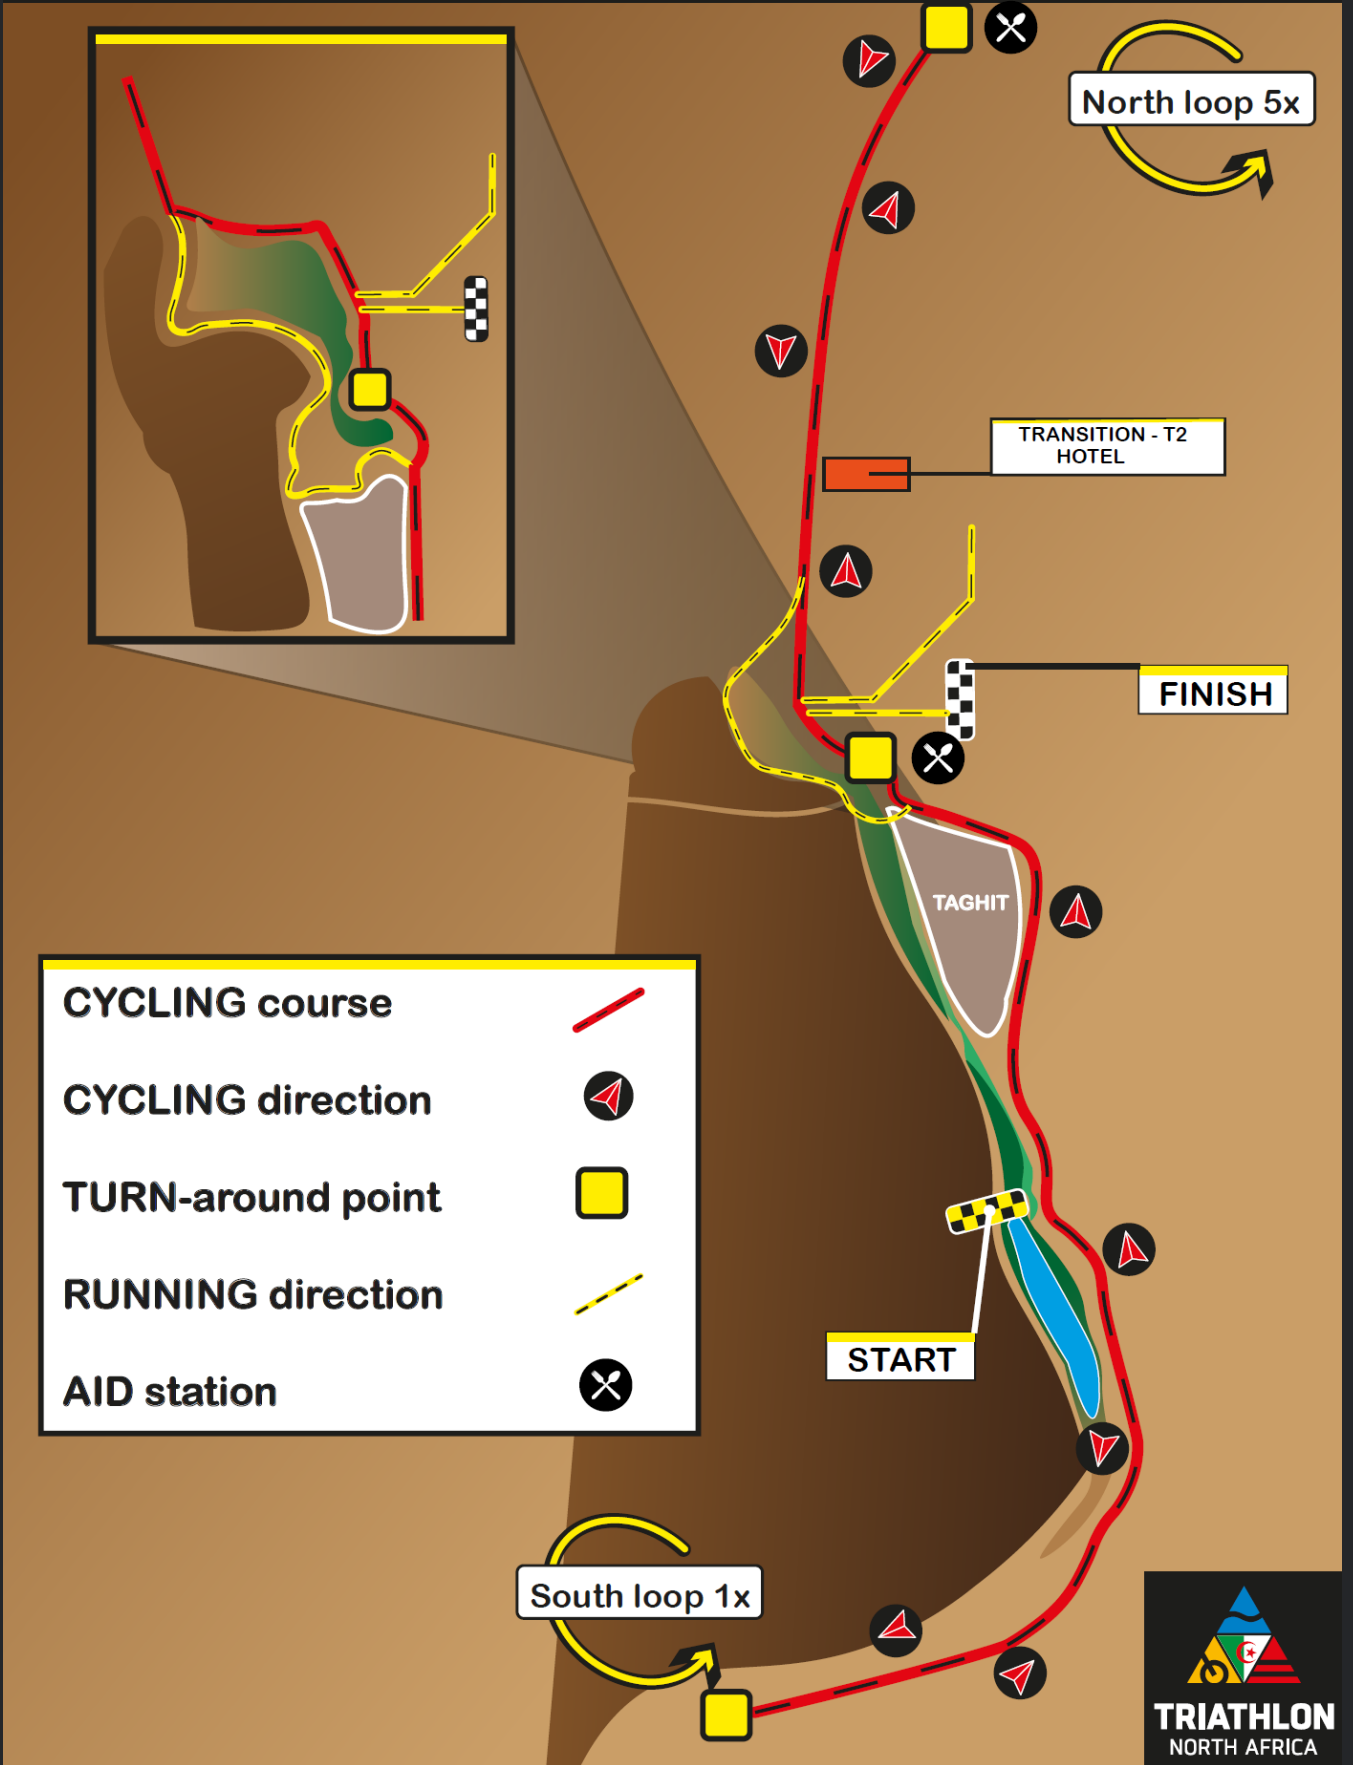 North loop 5x
TRANSITION - T2
HOTEL
FINISH
TAGHIT
CYCLING course
CYCLING direction
TURN-around point
RUNNING direction
AID station
START
South loop 1x
TRIATHLON
NORTH AFRICA